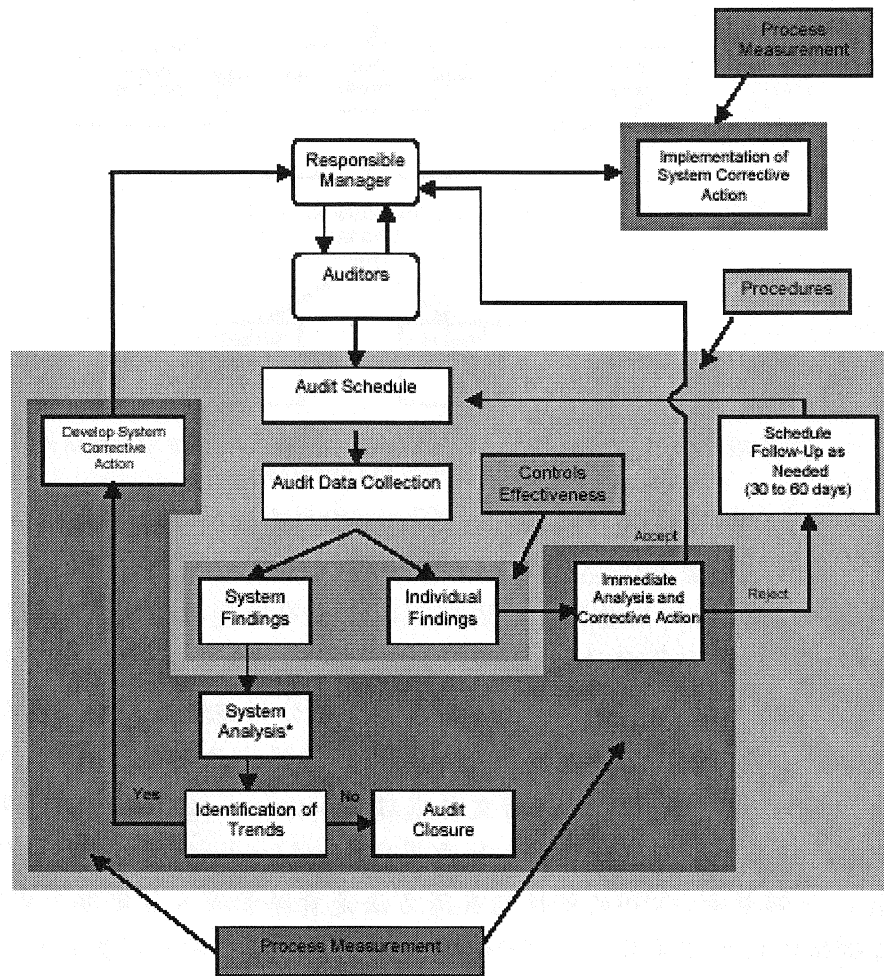 Process
Measurement
Responsible
Manager
Implementation of
System Corrective
Action
Auditors
Procedures
Audit Schedule
Develop System
Corrective
Action
Schedule
Follow-Up as
Needed
(30 to 60 days)
Audit Data Collection
Controls
Effectiveness
Accept
System
Findings
Individual
Findings
Immediate
Analysis and
Corrective Action
Reject
System
Analysis*
Yes
No
Identification of
Trends
Audit
Closure
Process Measurement